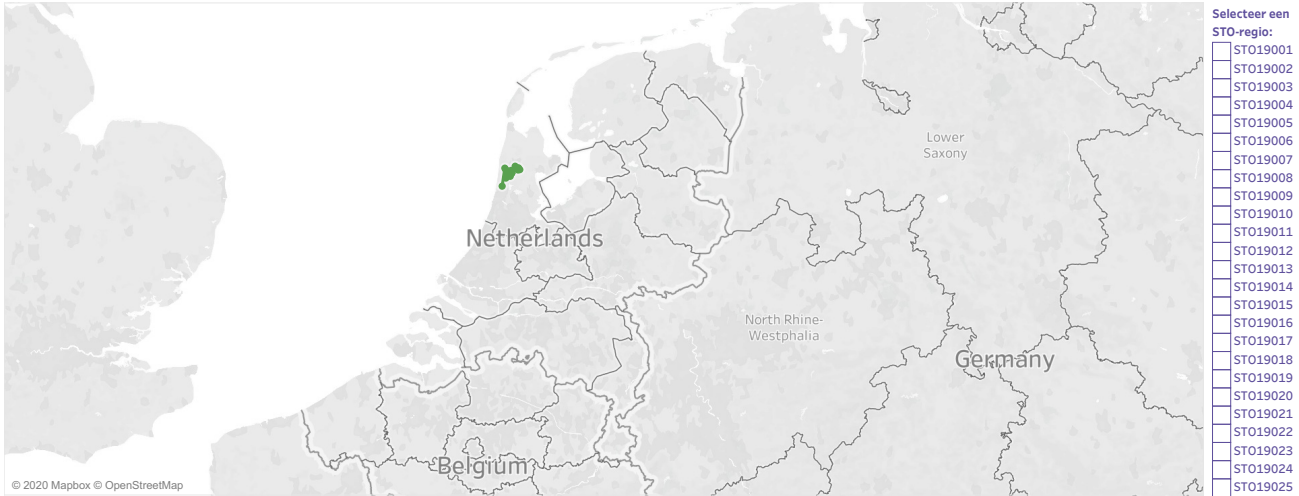 Selecteer een
STO-regio:
STO19001
STO19002
STO19003
STO19004
STO19005
STO19006
STO19007
STO19008
STO19009
STO19010
STO19011
STO19012
STO19013
STO19014
STO19015
STO19016
STO19017
STO19018
STO19019
STO19020
STO19021
STO19022
STO19023
STO19024
STO19025
Lower
Saxony
Netherlands
North Rhine-
Westphalia
Germany
Belgium
© 2020 Mapbox © OpenStreetMap